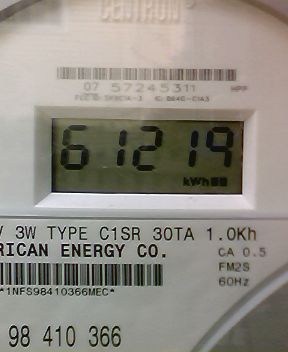 CENTRON
07 57245311
61219
kWh
V 3W TYPE C1SR 30TA 1.0Kh
RICAN ENERGY CO.
CA 0.5
FM2S
*1NFS98410366MEC*
60Hz
98 410 366